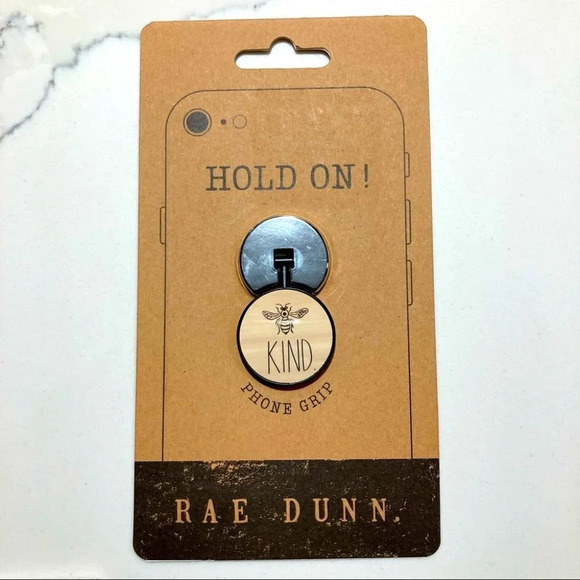 HOLD ON!
KIND
PHONE GRIP
RAE DUNN.